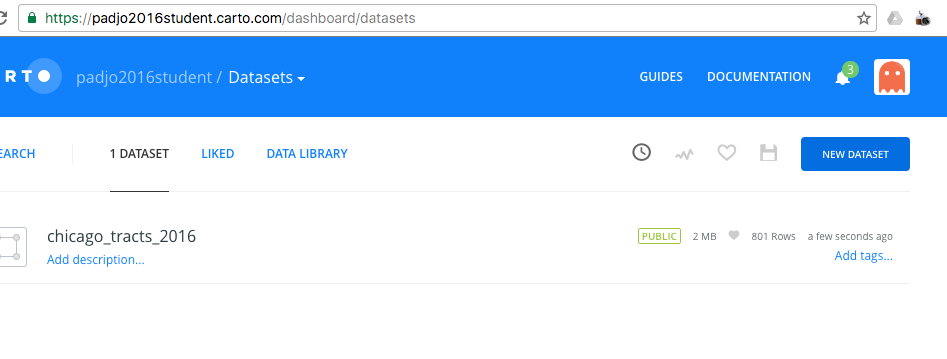 https://padjo2016student.carto.com/dashboard/datasets
RTO padjo2016student / Datasets GUIDES DOCUMENTATION 3
EARCH 1 DATASET LIKED DATA LIBRARY NEW DATASET
chicago_tracts_2016 PUBLIC 2 MB 801 Rows a few seconds ago
Add description... Add tags...